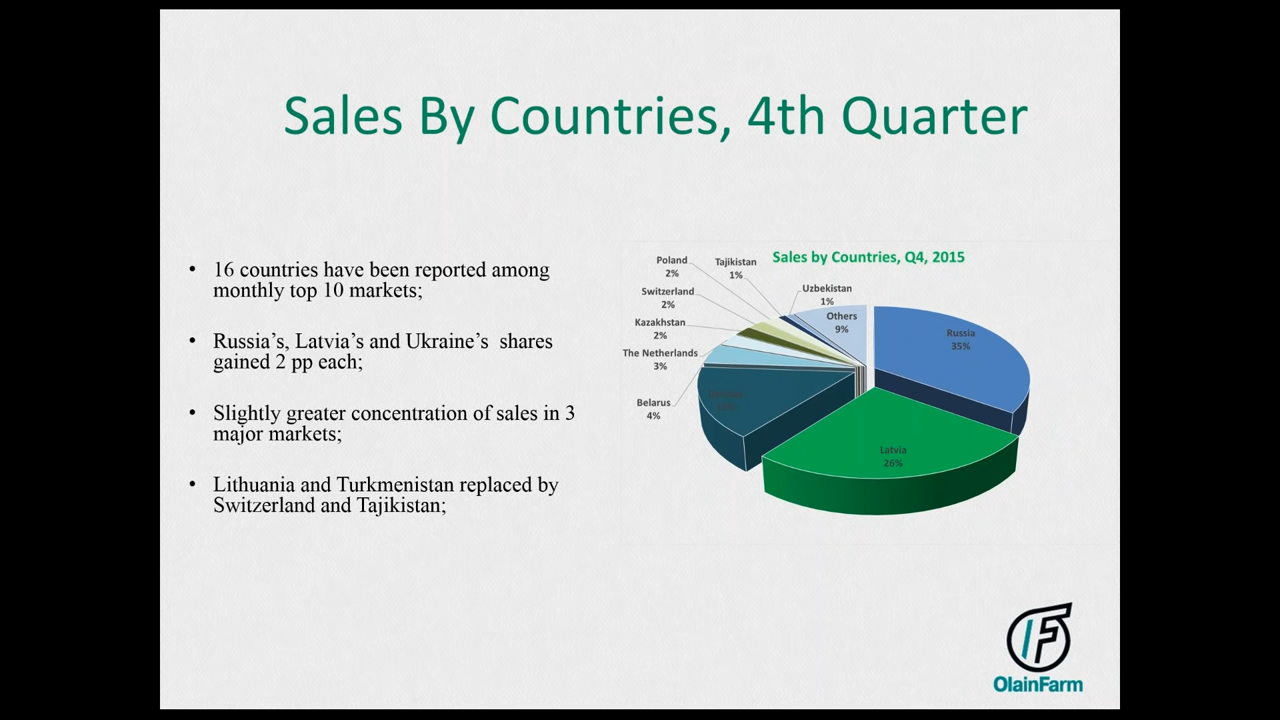 Sales By Countries, 4th Quarter
• 16 countries have been reported among
monthly top 10 markets;
• Russia’s, Latvia’s and Ukraine’s shares
gained 2 pp each;
• Slightly greater concentration of sales in 3
major markets;
• Lithuania and Turkmenistan replaced by
Switzerland and Tajikistan;
Sales by Countries, Q4, 2015
Poland
2%
Tajikistan
1%
Switzerland
2%
Uzbekistan
1%
Others
9%
Kazakhstan
2%
Russia
35%
The Netherlands
3%
Belarus
4%
Latvia
26%
OlainFarm